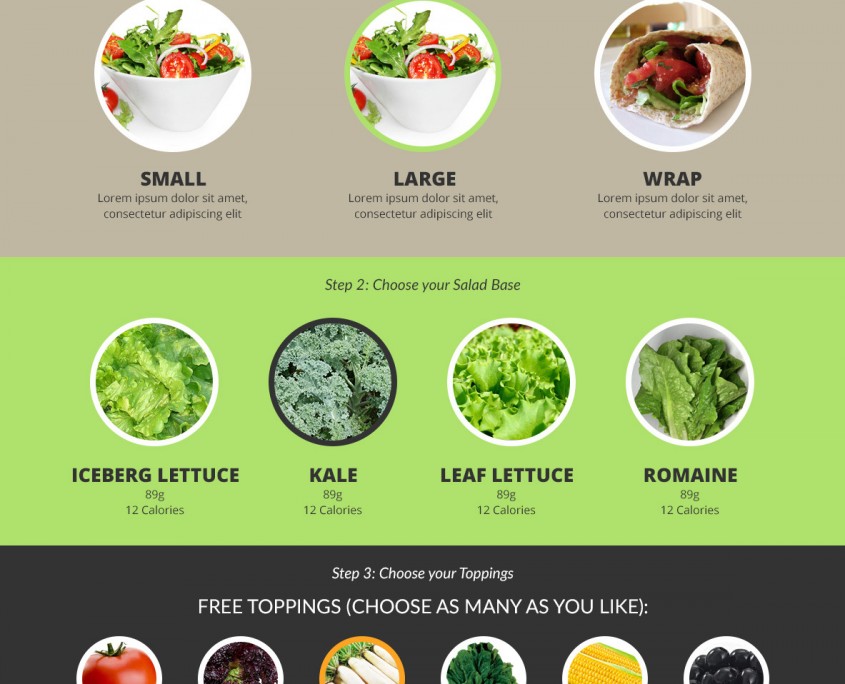 SMALL
Lorem ipsum dolor sit amet,
consectetur adipiscing elit
LARGE
Lorem ipsum dolor sit amet,
consectetur adipiscing elit
WRAP
Lorem ipsum dolor sit amet,
consectetur adipiscing elit
Step 2: Choose your Salad Base
ICEBERG LETTUCE
89g
12 Calories
KALE
89g
12 Calories
LEAF LETTUCE
89g
12 Calories
ROMAINE
89g
12 Calories
Step 3: Choose your Toppings
FREE TOPPINGS (CHOOSE AS MANY AS YOU LIKE):